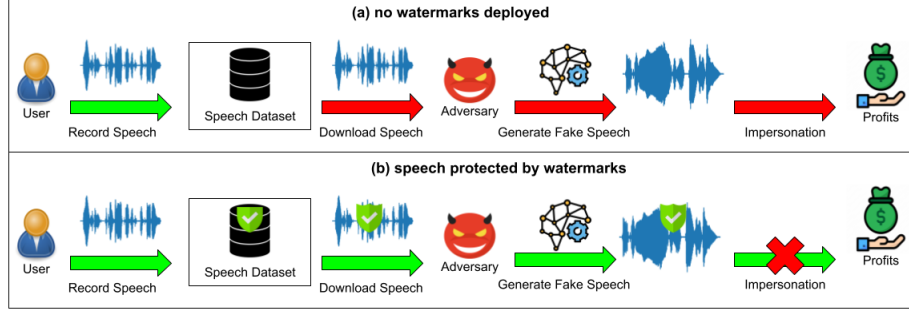 (a) no watermarks deployed
User
Record Speech
Speech Dataset
Download Speech
Adversary
Generate Fake Speech
Impersonation
$
Profits
(b) speech protected by watermarks
User
Record Speech
Speech Dataset
Download Speech
Adversary
Generate Fake Speech
Impersonation
$
Profits